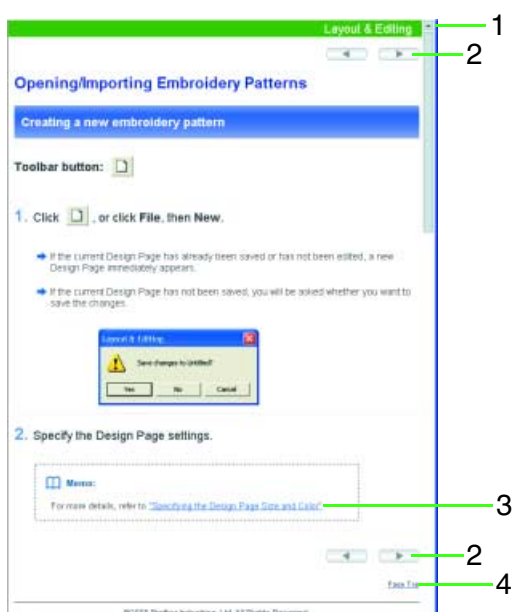 Layout & Editing
1
2
Opening/Importing Embroidery Patterns
Creating a new embroidery pattern
Toolbar button:
1. Click , or click File, then New.
If the current Design Page has already been saved or has not been edited, a new
Design Page immediately appears.
If the current Design Page has not been saved, you will be asked whether you want to
save the changes.
Layout & Editing
Save changes to Untitled?
Yes No Cancel
2. Specify the Design Page settings.
Memo:
For more details, refer to "Specifying the Design Page Size and Color"
3
2
Page Top
4